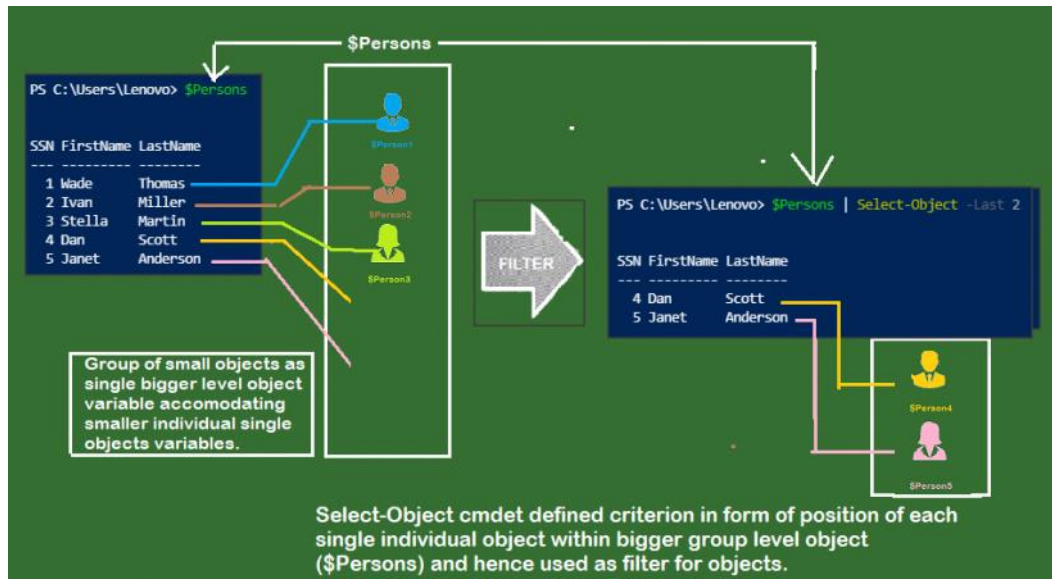 $Persons
PS C:\Users\Lenovo> $Persons
SSN FirstName LastName
--- --------- --------
1 Wade Thomas
2 Ivan Miller
3 Stella Martin
4 Dan Scott
5 Janet Anderson
$Person1
$Person2
$Person3
Group of small objects as
single bigger level object
variable accomodating
smaller individual single
objects variables.
FILTER
PS C:\Users\Lenovo> $Persons | Select-Object -Last 2
SSN FirstName LastName
--- --------- --------
4 Dan Scott
5 Janet Anderson
$Person4
$Person5
Select-Object cmdet defined criterion in form of position of each
single individual object within bigger group level object
($Persons) and hence used as filter for objects.